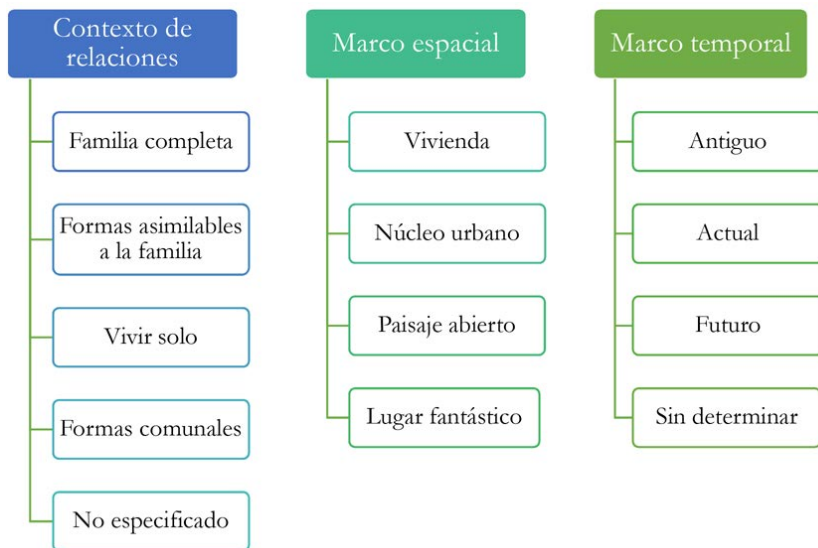 Contexto de
relaciones
Familia completa
Formas asimilables
a la familia
Vivir solo
Formas comunales
No especificado
Marco espacial
Vivienda
Núcleo urbano
Paisaje abierto
Lugar fantástico
Marco temporal
Antiguo
Actual
Futuro
Sin determinar